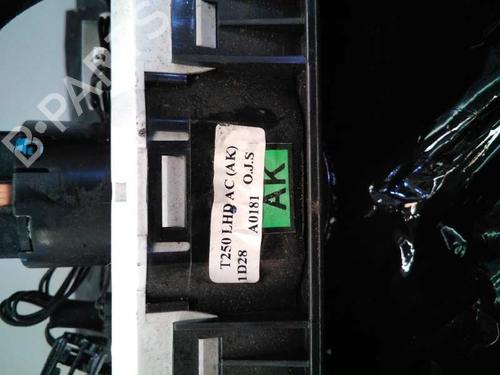 B-PARTS
T250 LHD AC (AK)
1D28 A0181 O.J.S
AK